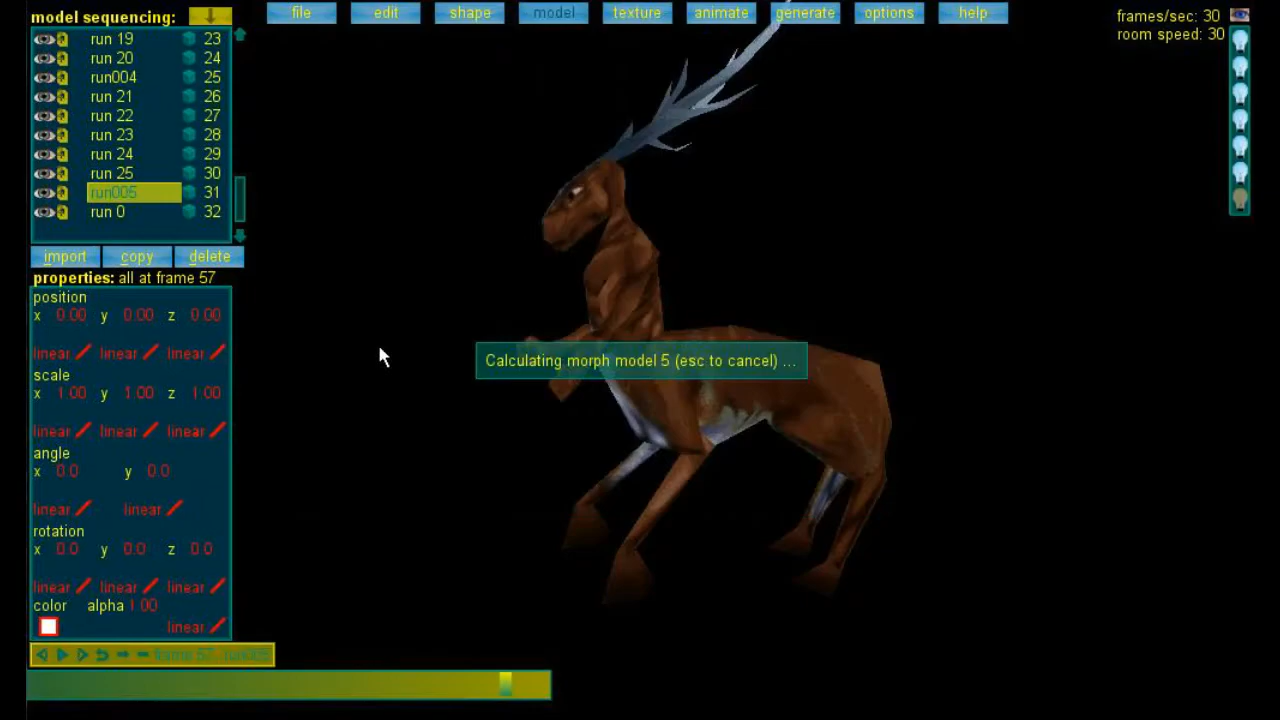 model sequencing:
file edit shape model texture animate generate options help
frames/sec: 30
room speed: 30
run 19 23
run 20 24
run004 25
run 21 26
run 22 27
run 23 28
run 24 29
run 25 30
run005 31
run 0 32
import copy delete
properties: all at frame 57
position
x 0.00 y 0.00 z 0.00
linear linear linear
scale
x 1.00 y 1.00 z 1.00
linear linear linear
angle
x 0.0 y 0.0
linear linear
rotation
x 0.0 y 0.0 z 0.0
linear linear linear
color alpha 1.00
linear
frame 57
Calculating morph model 5 (esc to cancel) ...